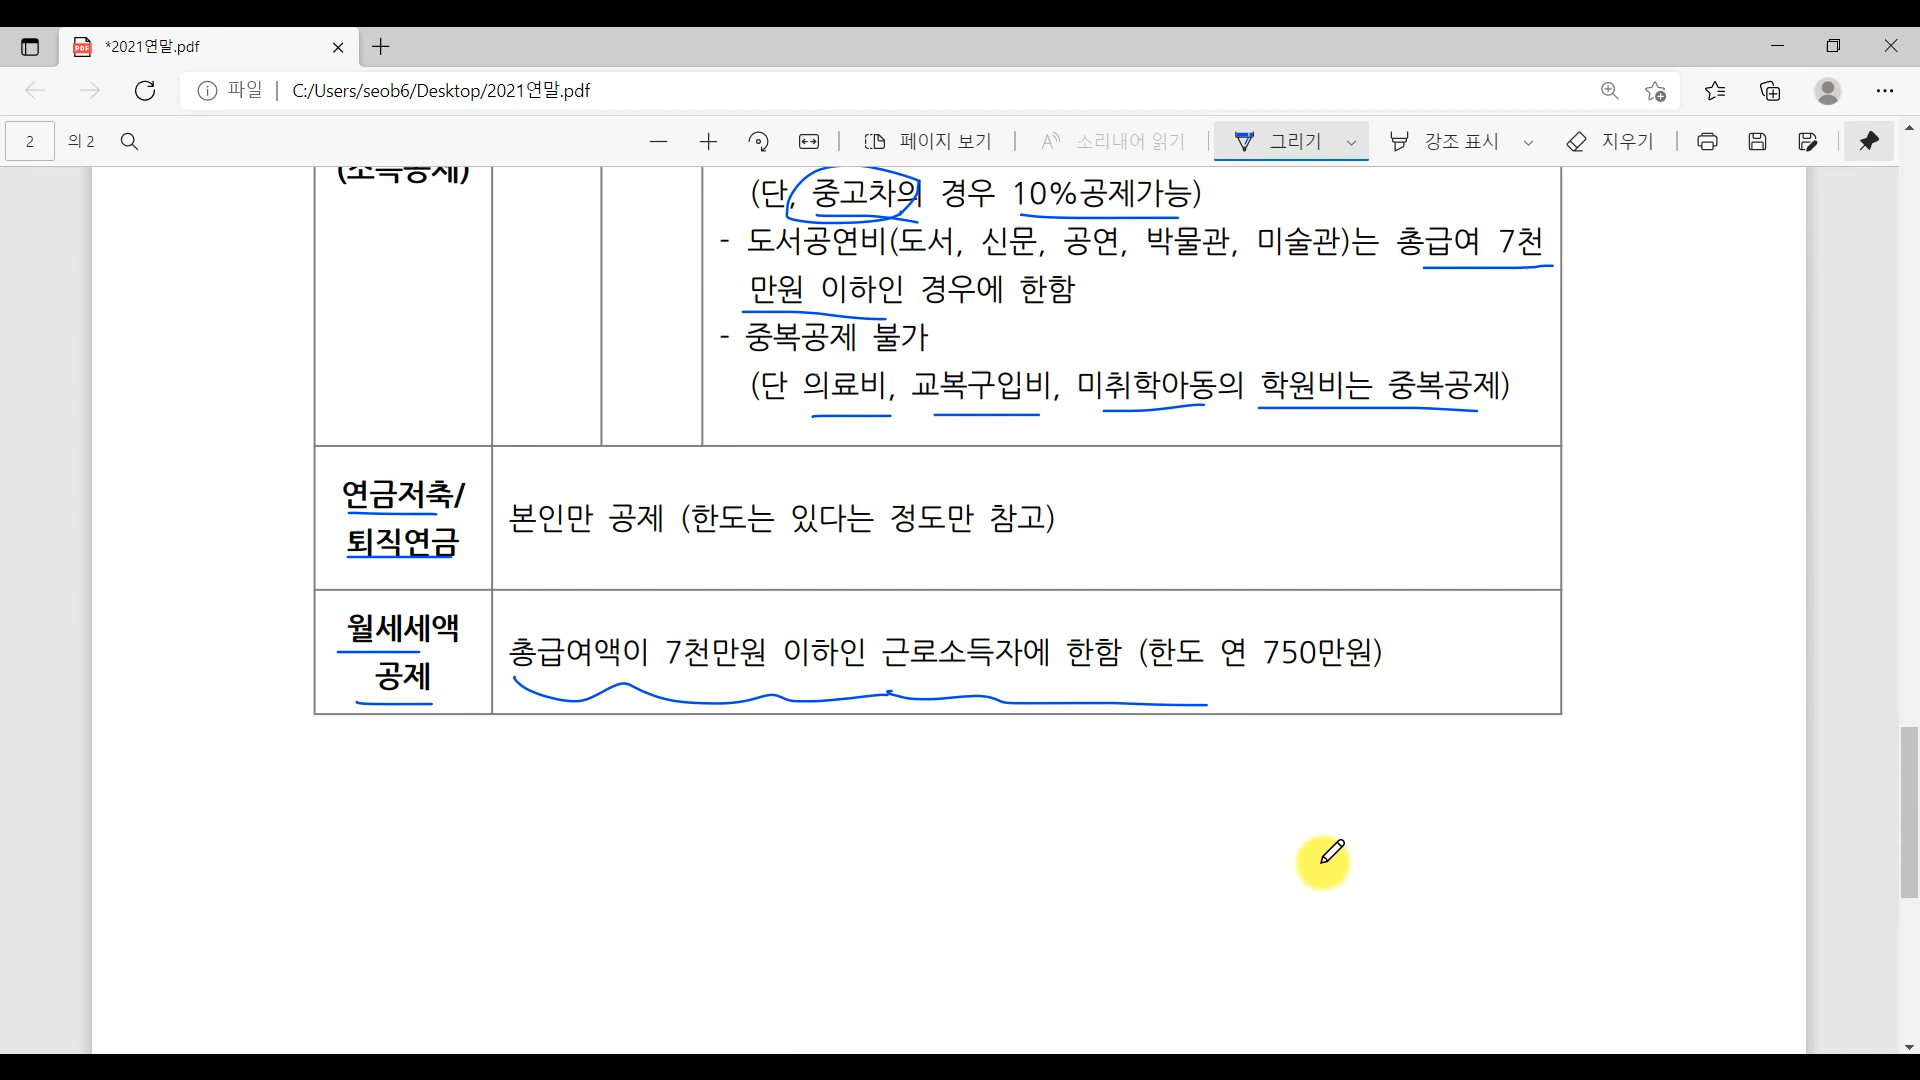 *2021연말.pdf
파일 | C:/Users/seob6/Desktop/2021연말.pdf
2 의 2 페이지 보기 소리내어 읽기 그리기 강조 표시 지우기
(소득공제)
(단, 중고차의 경우 10%공제가능)
- 도서공연비(도서, 신문, 공연, 박물관, 미술관)는 총급여 7천
만원 이하인 경우에 한함
- 중복공제 불가
(단 의료비, 교복구입비, 미취학아동의 학원비는 중복공제)
연금저축/
퇴직연금
본인만 공제 (한도는 있다는 정도만 참고)
월세세액
공제
총급여액이 7천만원 이하인 근로소득자에 한함 (한도 연 750만원)